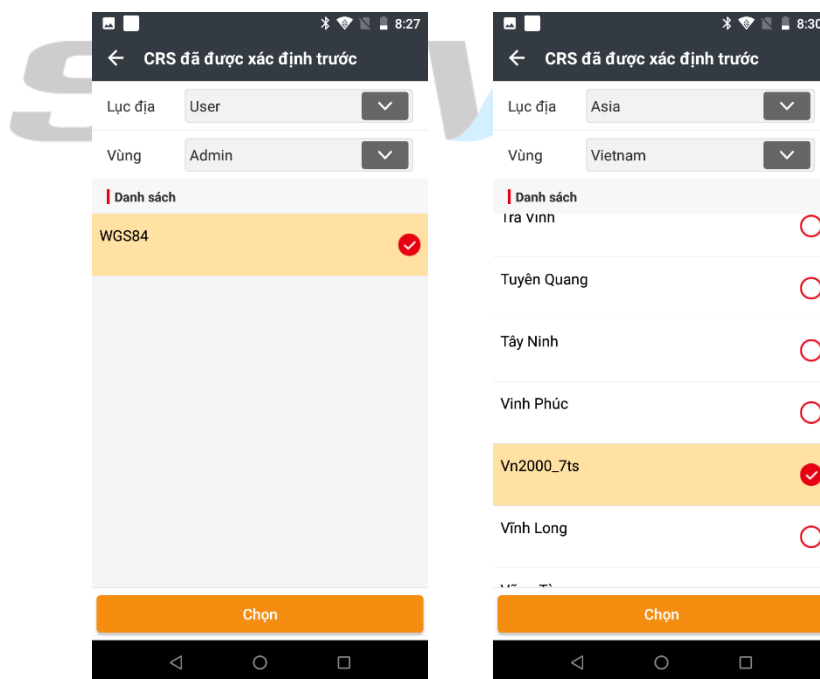 8:27
CRS đã được xác định trước
Lục địa User
Vùng Admin
Danh sách
WGS84
Chọn
8:30
CRS đã được xác định trước
Lục địa Asia
Vùng Vietnam
Danh sách
Trà Vinh
Tuyên Quang
Tây Ninh
Vinh Phúc
Vn2000_7ts
Vĩnh Long
Chọn